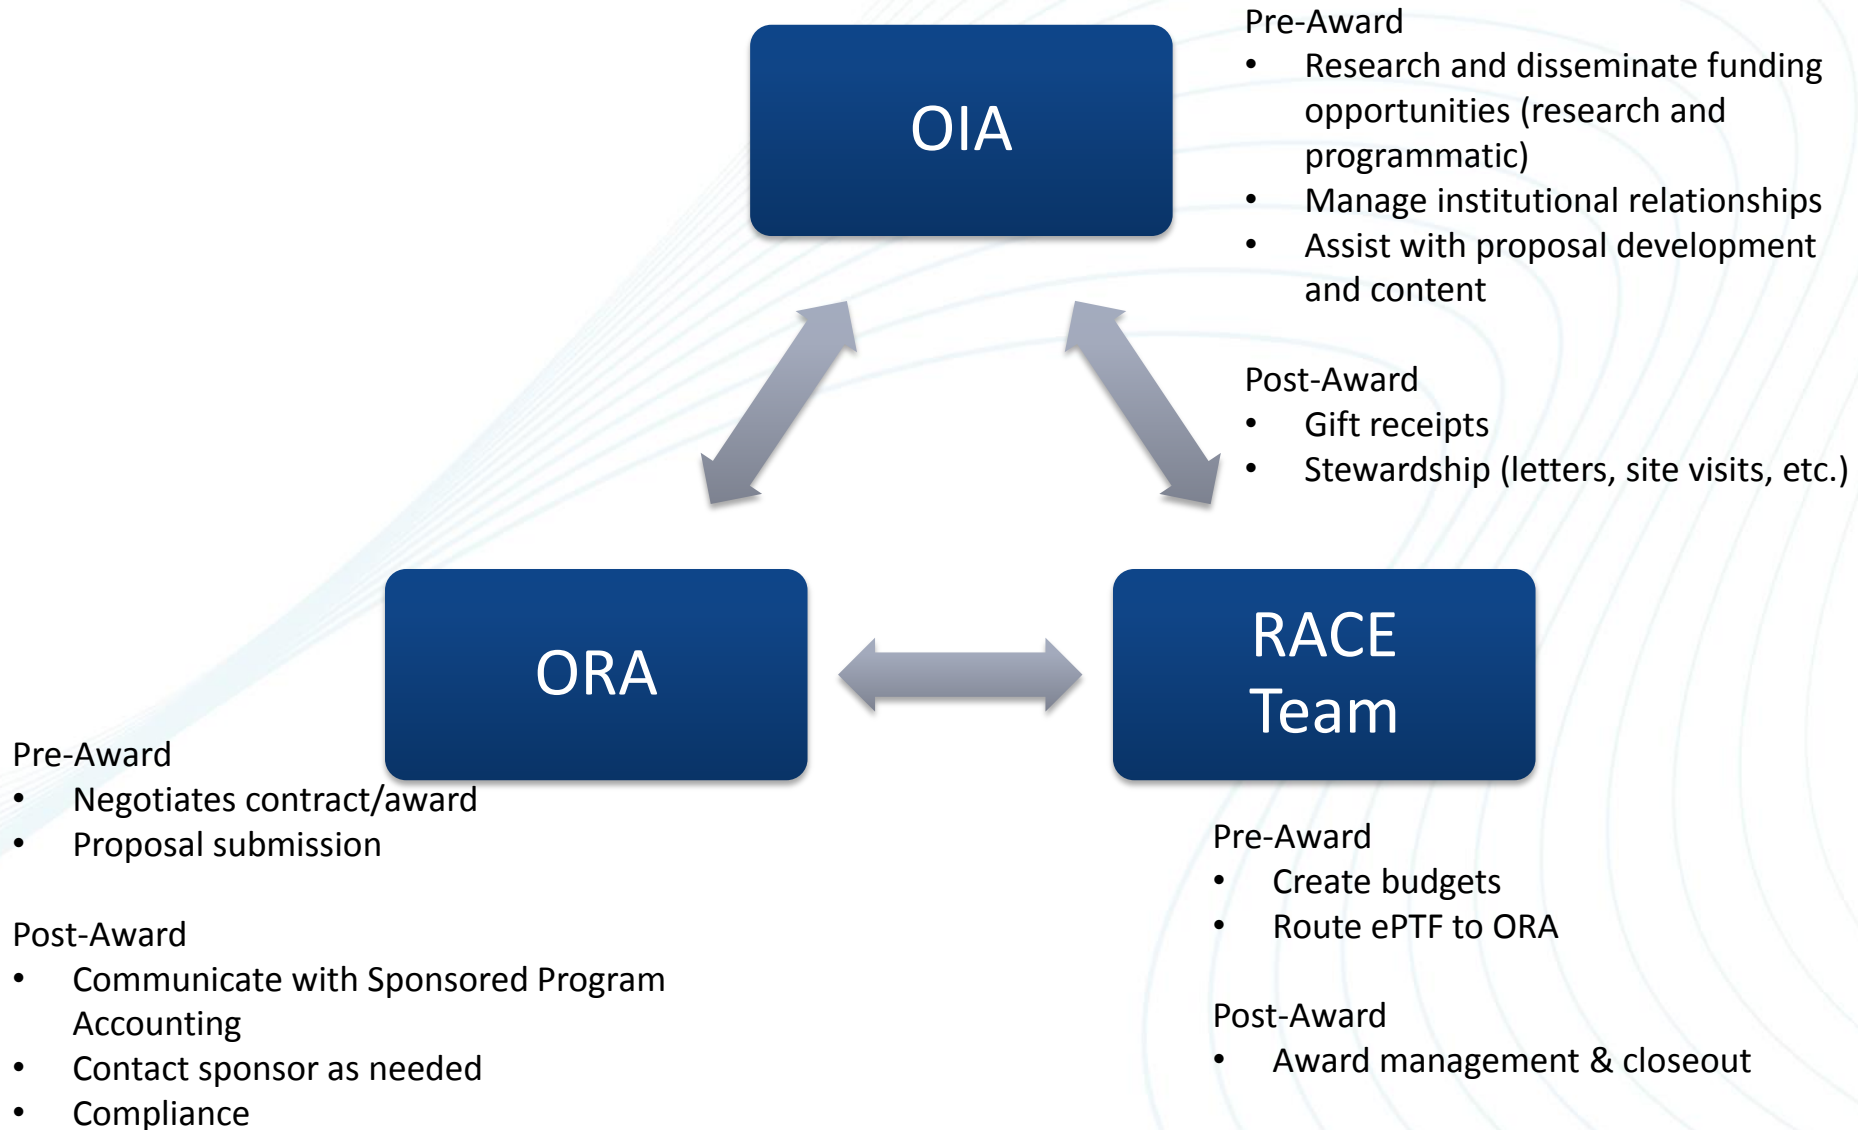 OIA
Pre-Award
• Research and disseminate funding
opportunities (research and
programmatic)
• Manage institutional relationships
• Assist with proposal development
and content
Post-Award
• Gift receipts
• Stewardship (letters, site visits, etc.)
ORA
Pre-Award
• Negotiates contract/award
• Proposal submission
Post-Award
• Communicate with Sponsored Program
Accounting
• Contact sponsor as needed
• Compliance
RACE
Team
Pre-Award
• Create budgets
• Route ePTF to ORA
Post-Award
• Award management & closeout